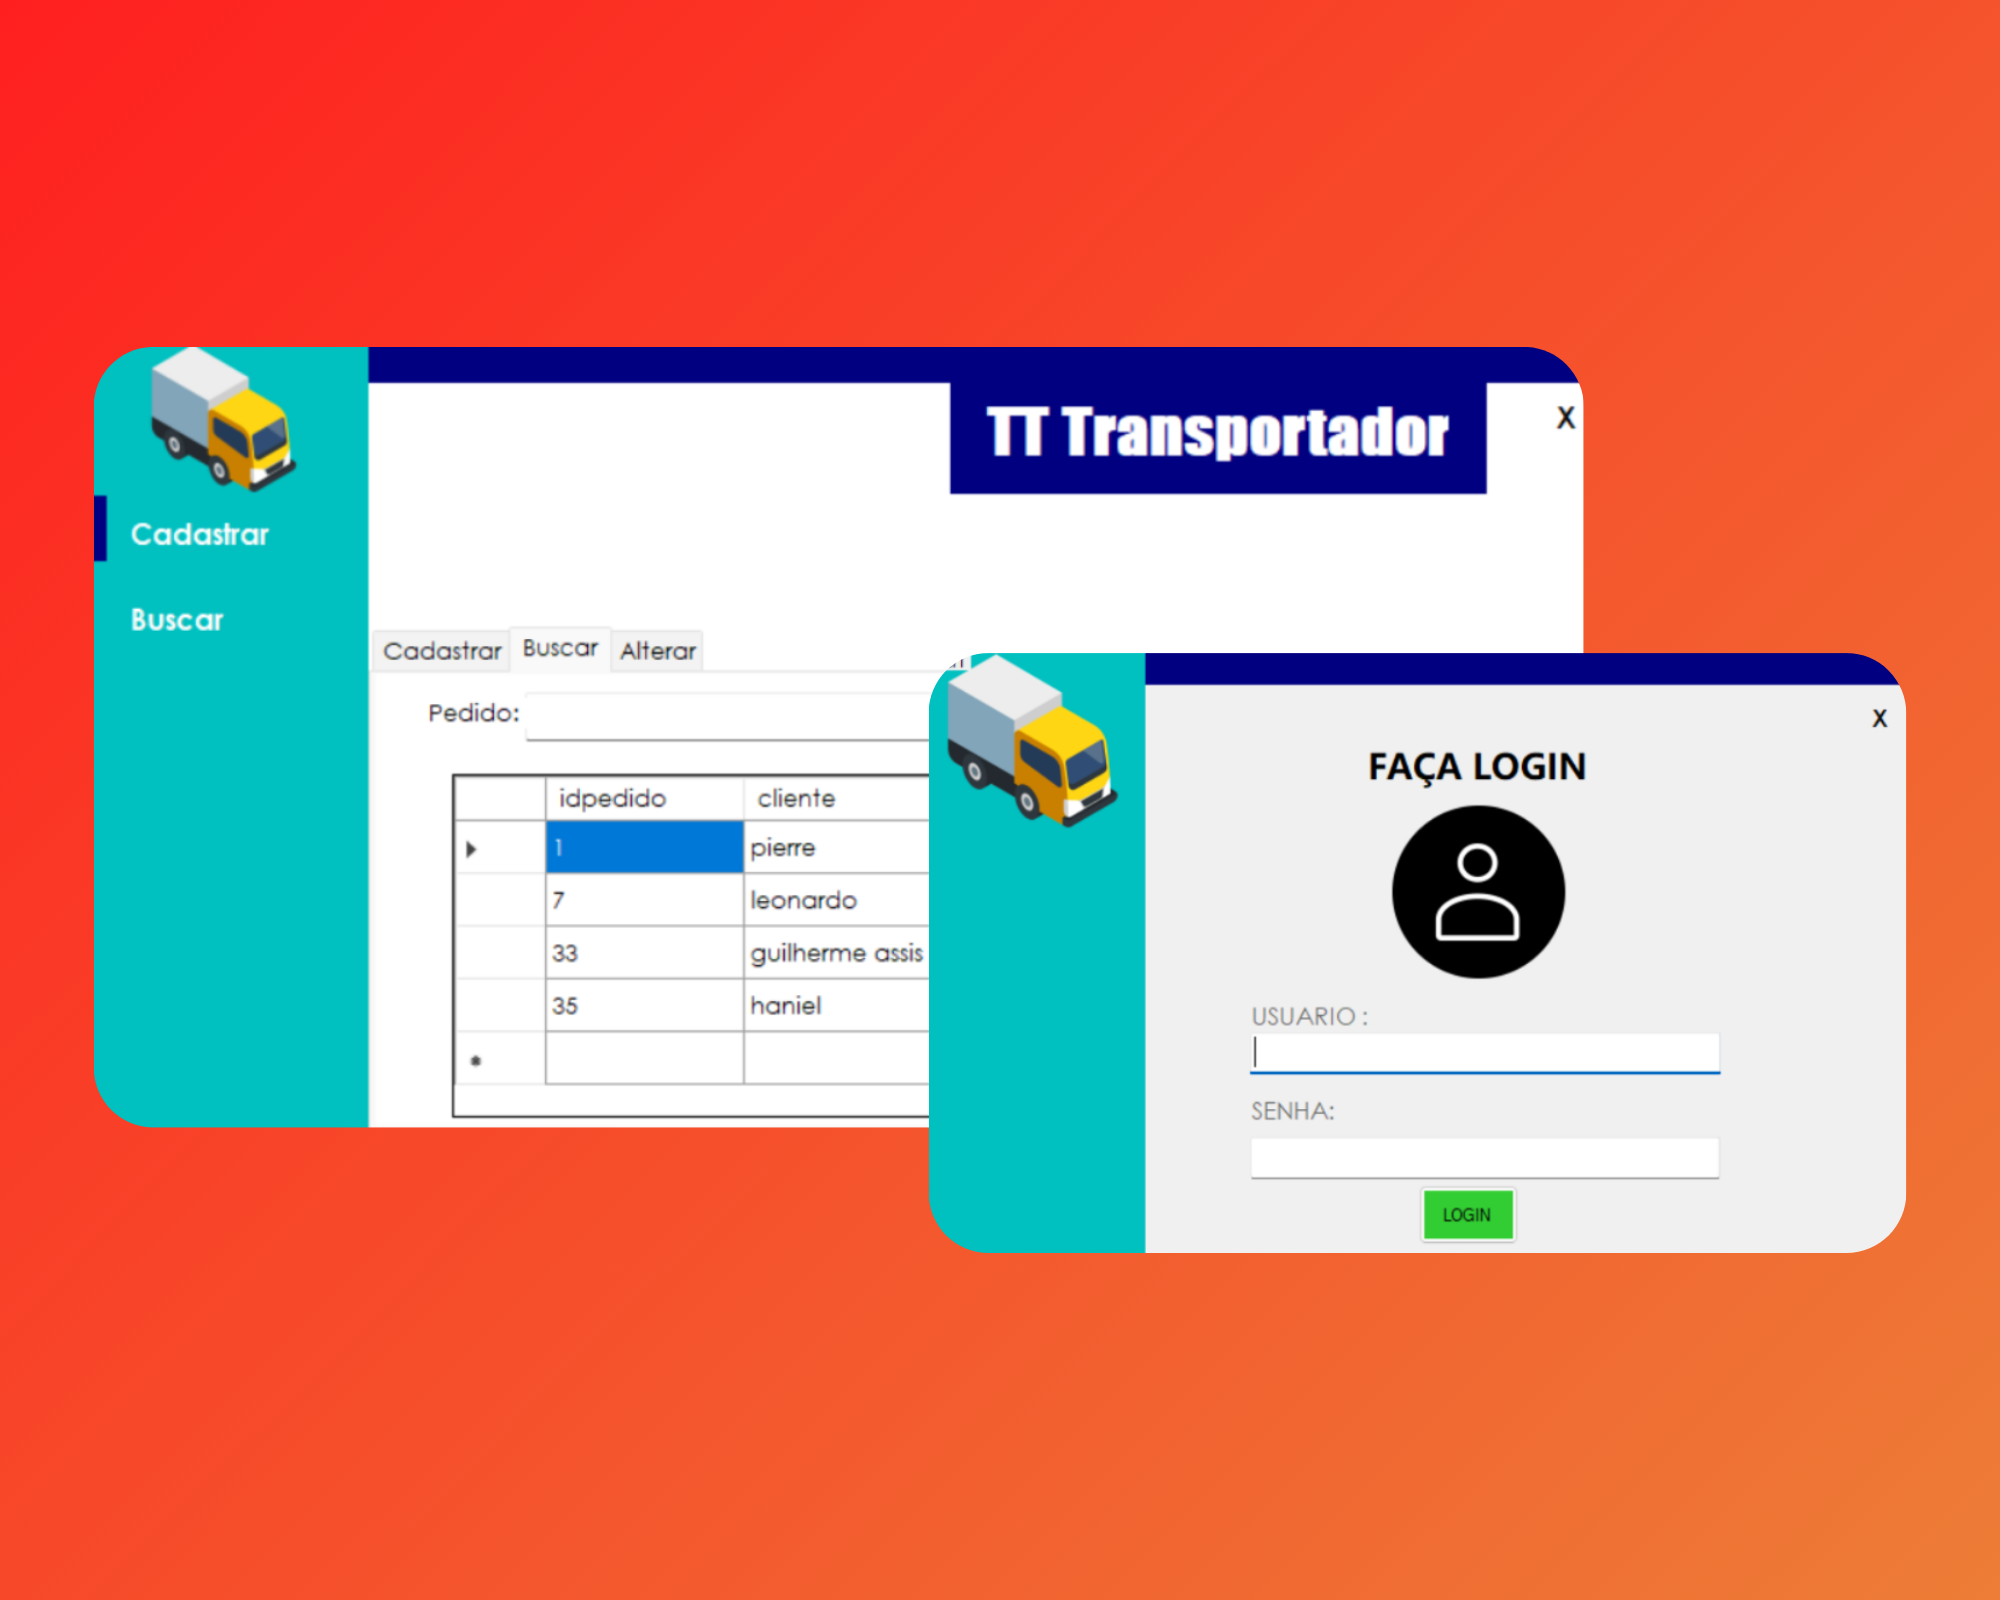 TT Transportador
X
Cadastrar
Buscar
Cadastrar Buscar Alterar
Pedido:
idpedido cliente
1 pierre
7 leonardo
33 guilherme assis
35 haniel
X
FAÇA LOGIN
USUARIO :
SENHA:
LOGIN